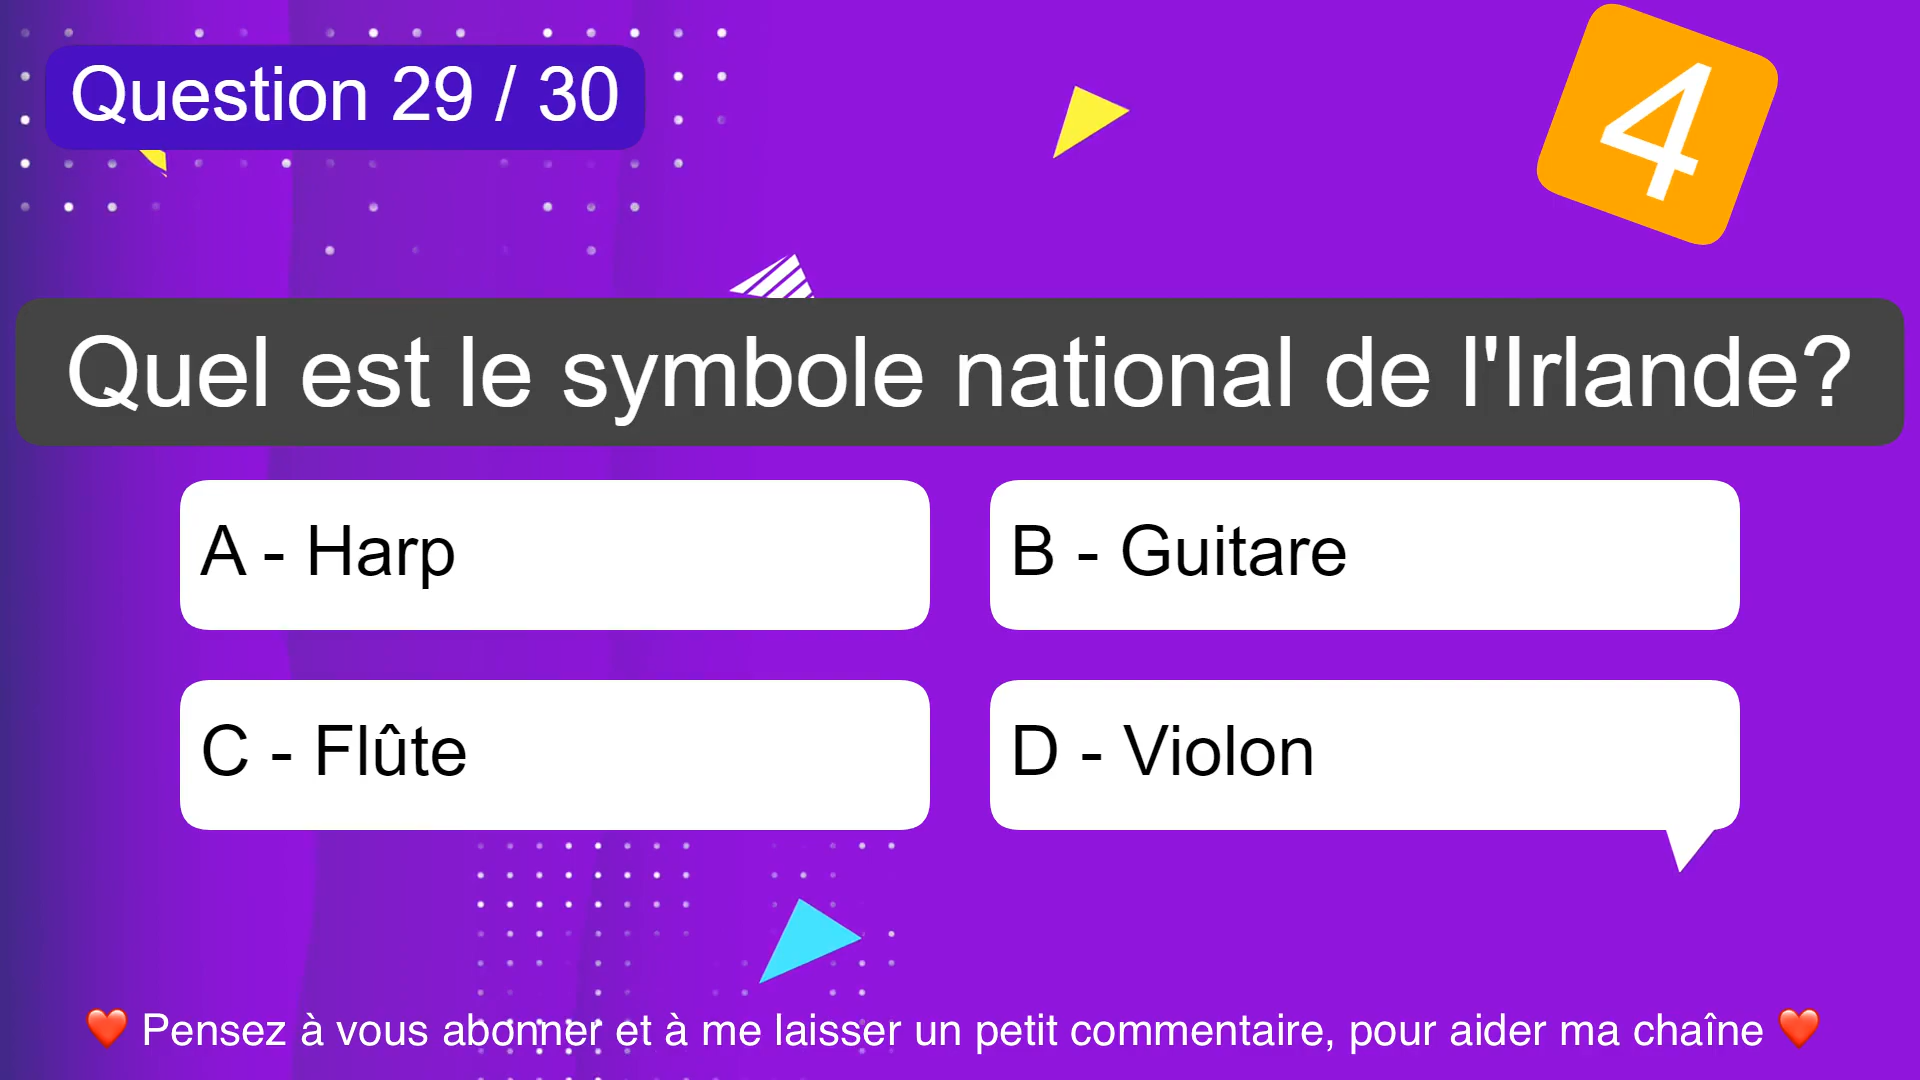 Question 29 / 30
4
Quel est le symbole national de l'Irlande?
A - Harp
B - Guitare
C - Flûte
D - Violon
❤️ Pensez à vous abonner et à me laisser un petit commentaire, pour aider ma chaîne ❤️